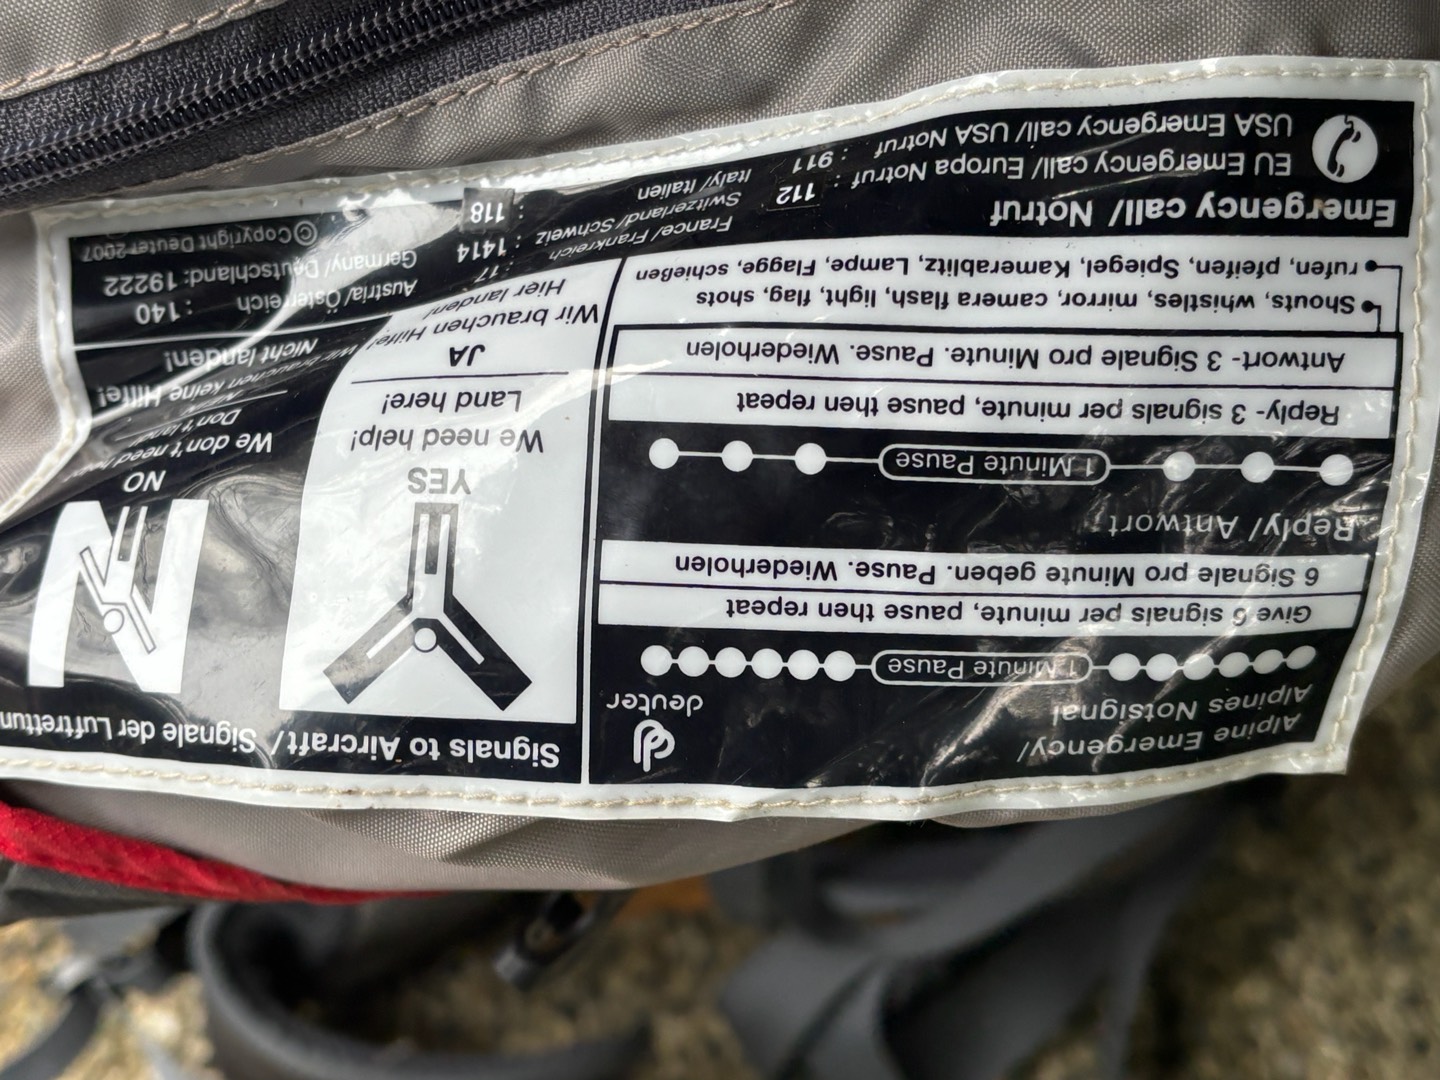 Alpine Emergency/
Alpines Notsignal
deuter
1 Minute Pause
Give 6 signals per minute, pause then repeat
6 Signale pro Minute geben. Pause. Wiederholen
Reply/ Antwort
1 Minute Pause
Reply- 3 signals per minute, pause then repeat
Antwort- 3 Signale pro Minute. Pause. Wiederholen
Shouts, whistles, mirror, camera flash, light, flag, shots
rufen, pfeifen, Spiegel, Kamerablitz, Lampe, Flagge, schießen
Signals to Aircraft/ Signale der Luftrettun
YES
We need help!
Land here!
JA
Wir brauchen Hilfe!
Hier landen!
N
NO
We don't need
Don't land!
NEIN
Wir brauchen keine Hilfe!
Nicht landen!
Emergency call/ Notruf
EU Emergency call/ Europa Notruf : 112
USA Emergency call/ USA Notruf : 911
France/ Frankreich : 17
Switzerland/ Schweiz : 1414
Italy/ Italien : 118
Austria/ Österreich : 140
Germany/ Deutschland: 19222
© Copyright Deuter 2007